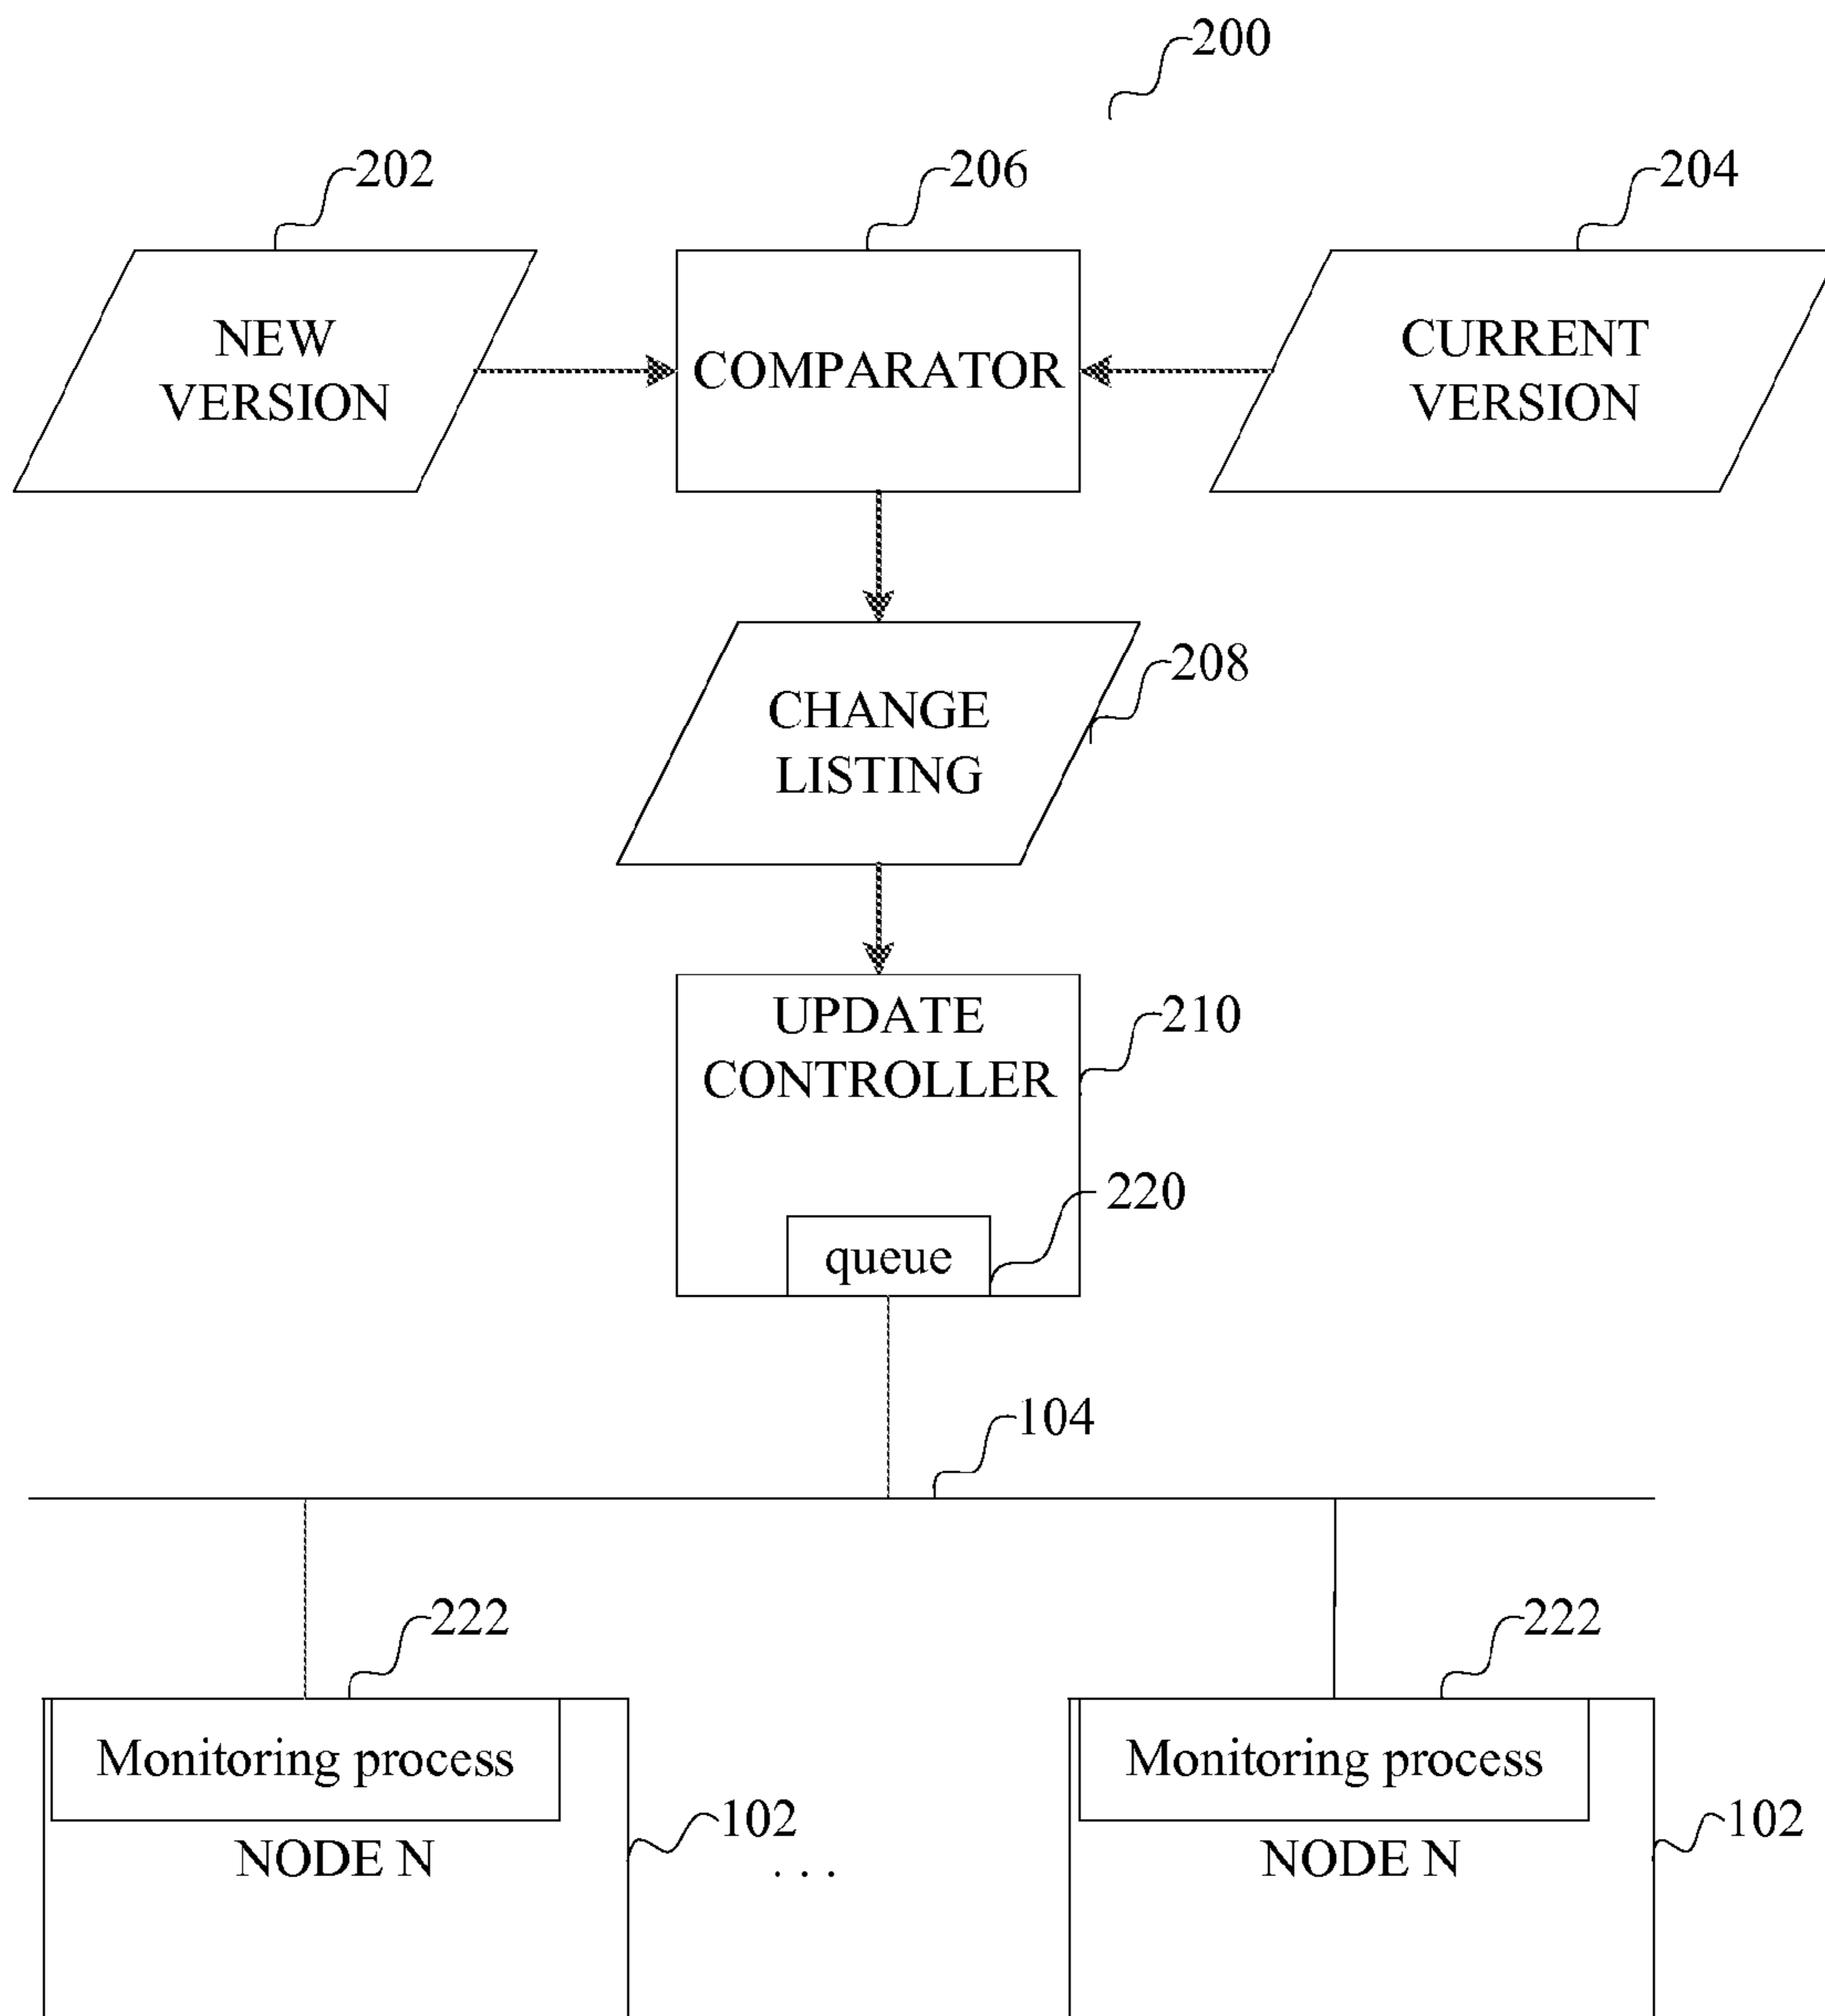 200
202
206
204
NEW
VERSION
COMPARATOR
CURRENT
VERSION
208
CHANGE
LISTING
210
UPDATE
CONTROLLER
220
queue
104
222
222
Monitoring process
Monitoring process
102
102
NODE N
. . .
NODE N